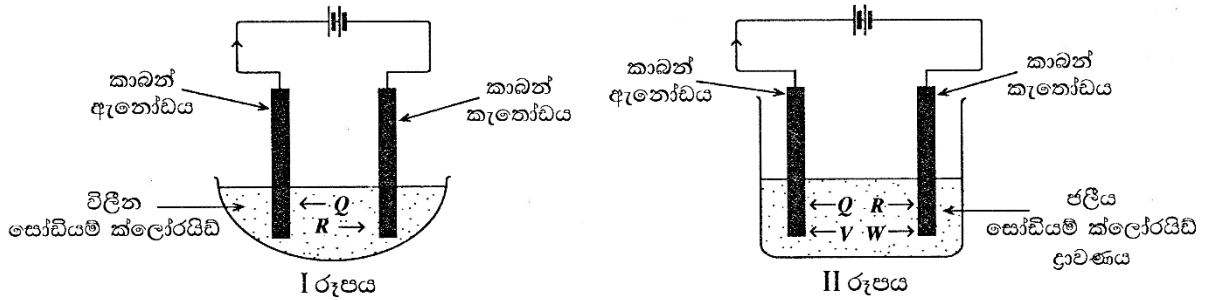 කාබන්
ඇනෝඩය
කාබන්
කැතෝඩය
විලීන
සෝඩියම් ක්ලෝරයිඩ්
Q
R
I රූපය
කාබන්
ඇනෝඩය
කාබන්
කැතෝඩය
Q R
V W
ජලීය
සෝඩියම් ක්ලෝරයිඩ්
ද්‍රාවණය
II රූපය